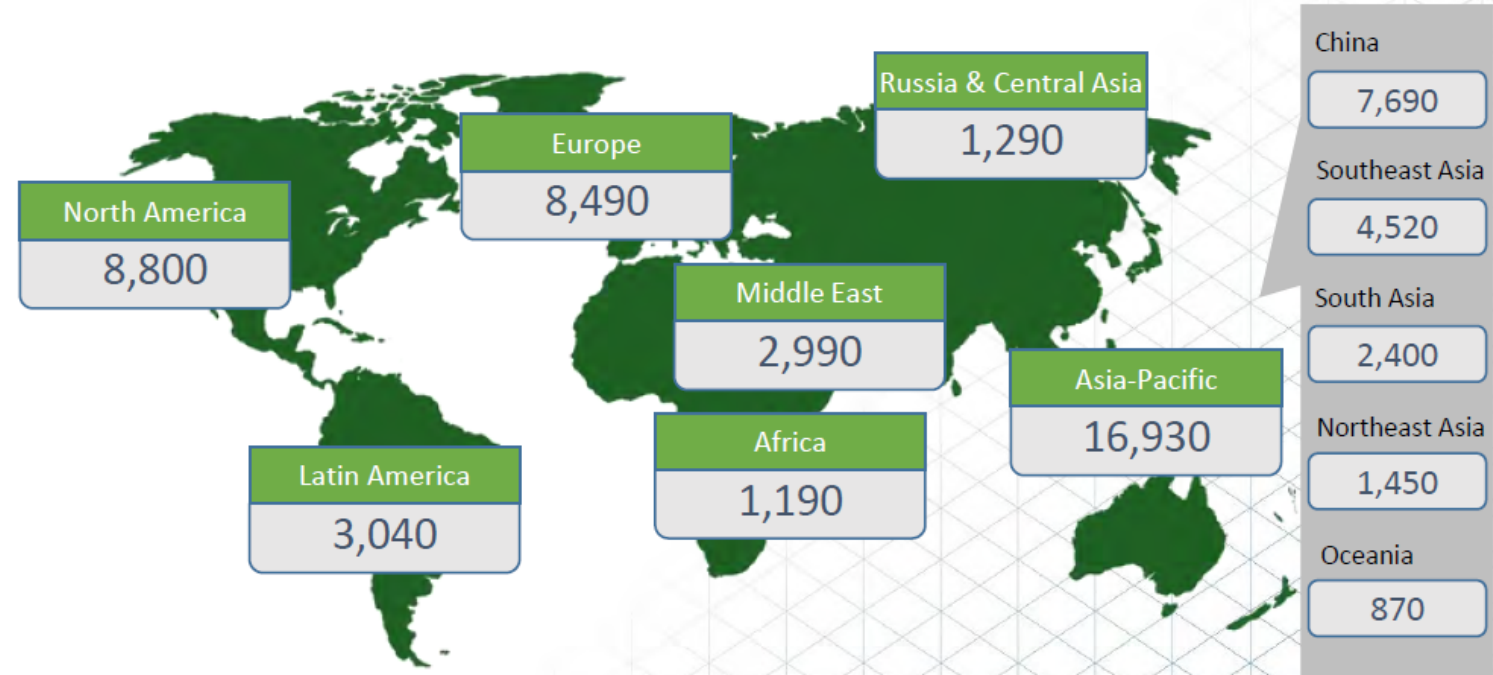 North America
8,800
Europe
8,490
Russia & Central Asia
1,290
Middle East
2,990
Africa
1,190
Latin America
3,040
Asia-Pacific
16,930
China
7,690
Southeast Asia
4,520
South Asia
2,400
Northeast Asia
1,450
Oceania
870